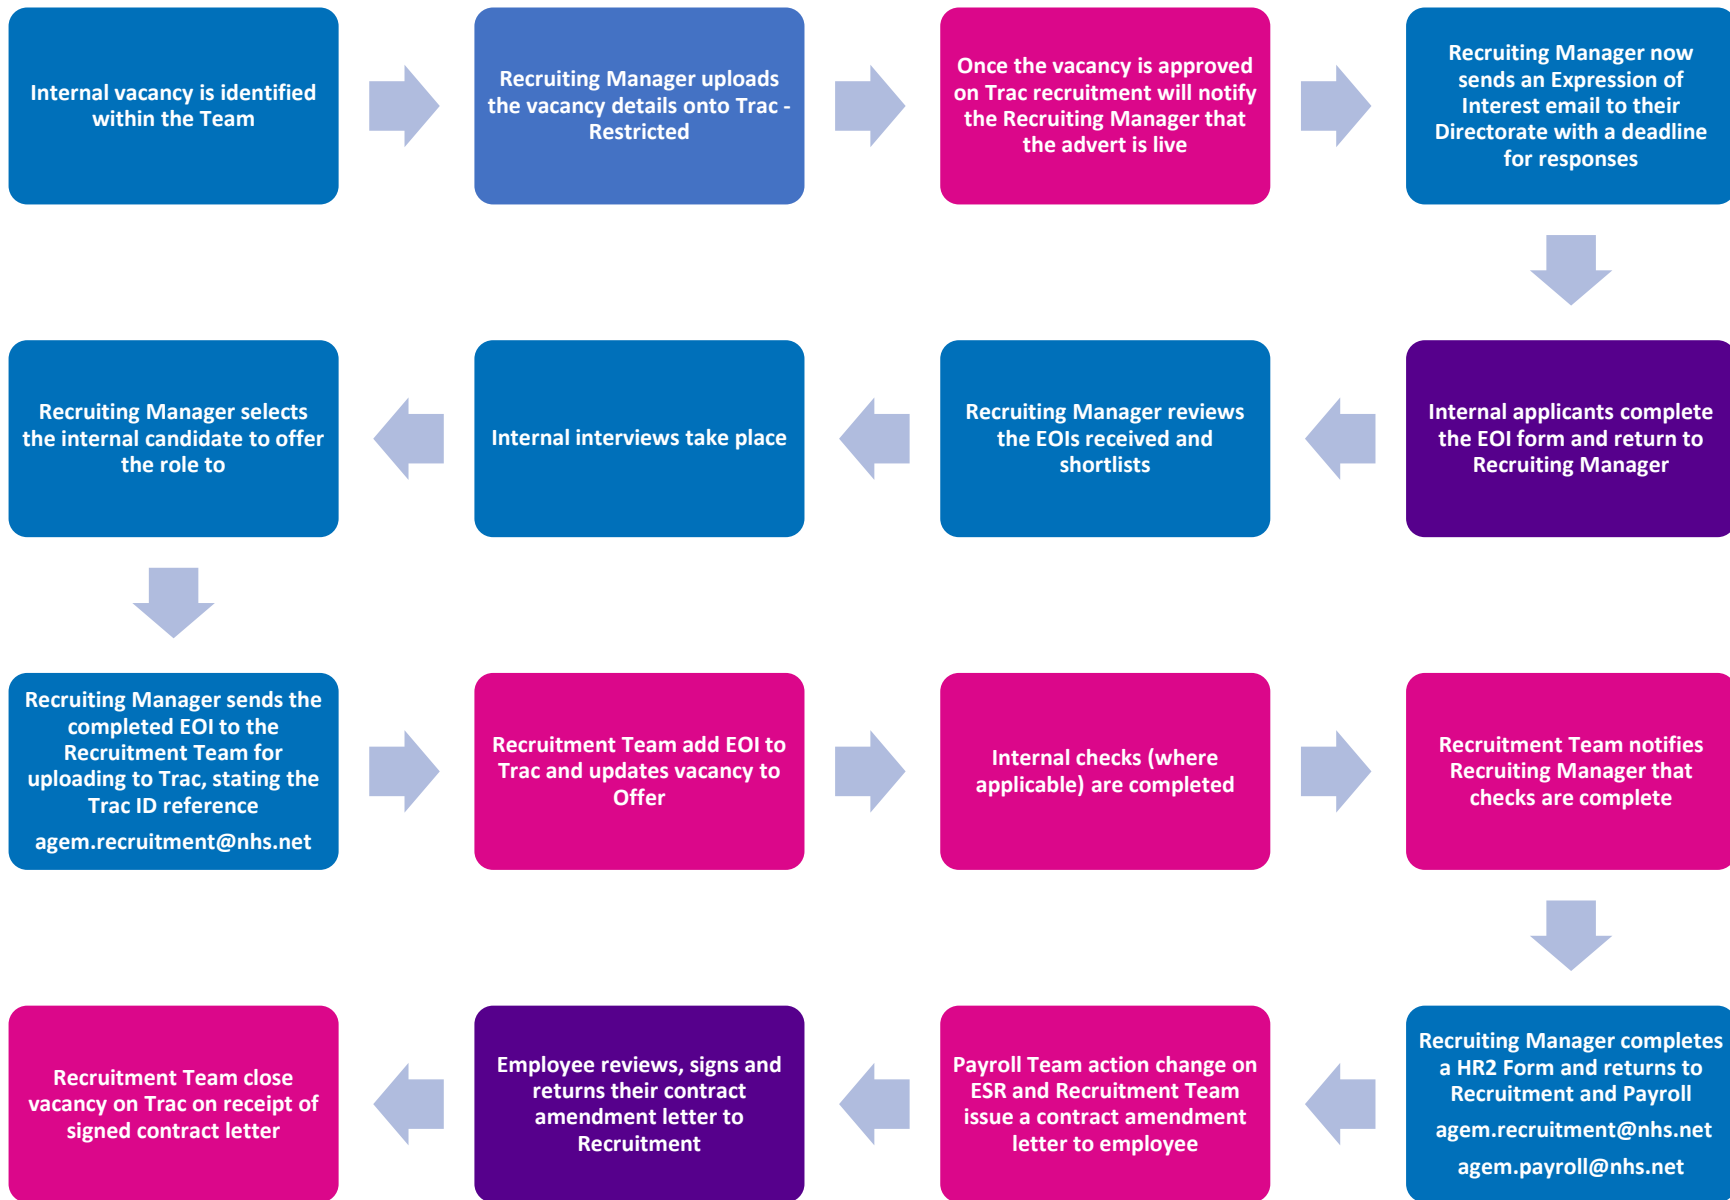 Internal vacancy is identified
within the Team
Recruiting Manager uploads
the vacancy details onto Trac -
Restricted
Once the vacancy is approved
on Trac recruitment will notify
the Recruiting Manager that
the advert is live
Recruiting Manager now
sends an Expression of
Interest email to their
Directorate with a deadline
for responses
Internal applicants complete
the EOI form and return to
Recruiting Manager
Recruiting Manager reviews
the EOIs received and
shortlists
Internal interviews take place
Recruiting Manager selects
the internal candidate to offer
the role to
Recruiting Manager sends the
completed EOI to the
Recruitment Team for
uploading to Trac, stating the
Trac ID reference
agem.recruitment@nhs.net
Recruitment Team add EOI to
Trac and updates vacancy to
Offer
Internal checks (where
applicable) are completed
Recruitment Team notifies
Recruiting Manager that
checks are complete
Recruiting Manager completes
a HR2 Form and returns to
Recruitment and Payroll
agem.recruitment@nhs.net
agem.payroll@nhs.net
Payroll Team action change on
ESR and Recruitment Team
issue a contract amendment
letter to employee
Employee reviews, signs and
returns their contract
amendment letter to
Recruitment
Recruitment Team close
vacancy on Trac on receipt of
signed contract letter